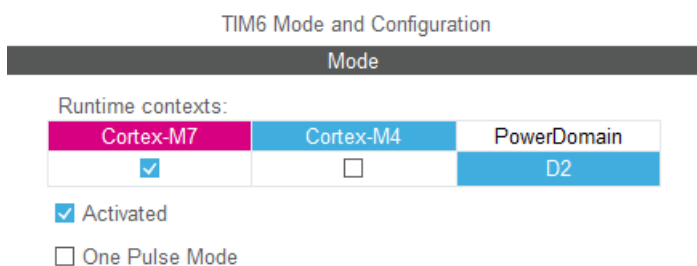 TIM6 Mode and Configuration
Mode
Runtime contexts:
Cortex-M7 Cortex-M4 PowerDomain
D2
Activated
One Pulse Mode